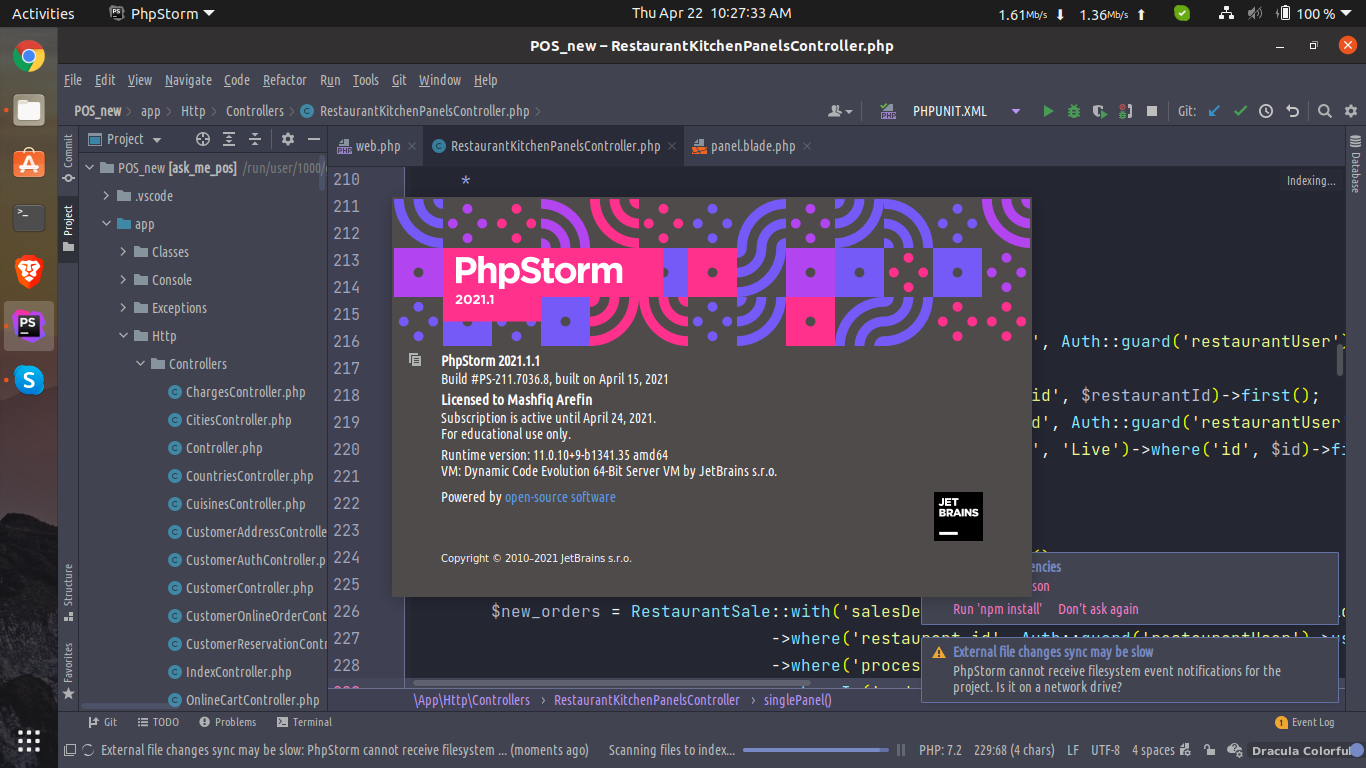 Activities PhpStorm Thu Apr 22 10:27:33 AM 1.61Mb/s 1.36Mb/s 100 %
POS_new – RestaurantKitchenPanelsController.php
File Edit View Navigate Code Refactor Run Tools Git Window Help
POS_new app Http Controllers RestaurantKitchenPanelsController.php PHPUNIT.XML Git:
Commit
Project
Structure
Favorites
Project
POS_new [ask_me_pos] /run/user/1000/
.vscode
app
Classes
Console
Exceptions
Http
Controllers
ChargesController.php
CitiesController.php
Controller.php
CountriesController.php
CuisinesController.php
CustomerAddressControlle
CustomerAuthController.p
CustomerController.php
CustomerOnlineOrderCont
CustomerReservationContr
IndexController.php
OnlineCartController.php
web.php RestaurantKitchenPanelsController.php panel.blade.php
Database
Indexing...
210 *
211
212
213
214
215
216 ', Auth::guard('restaurantUser')
217
218 id', $restaurantId)->first();
219 d', Auth::guard('restaurantUser'
220 ', 'Live')->where('id', $id)->fi
221
222
223
224
225
226 $new_orders = RestaurantSale::with('salesDe
227 ->where('restaurant_id', Auth::guard('restaurantUser')->us
228 ->where('proces
PhpStorm
2021.1
PhpStorm 2021.1.1
Build #PS-211.7036.8, built on April 15, 2021
Licensed to Mashfiq Arefin
Subscription is active until April 24, 2021.
For educational use only.
Runtime version: 11.0.10+9-b1341.35 amd64
VM: Dynamic Code Evolution 64-Bit Server VM by JetBrains s.r.o.
Powered by open-source software
JET
BRAINS
Copyright © 2010–2021 JetBrains s.r.o.
encies
son
Run 'npm install' Don't ask again
External file changes sync may be slow
PhpStorm cannot receive filesystem event notifications for the
project. Is it on a network drive?
\App\Http\Controllers › RestaurantKitchenPanelsController › singlePanel()
Git TODO Problems Terminal 1 Event Log
External file changes sync may be slow: PhpStorm cannot receive filesystem ... (moments ago) Scanning files to index... PHP: 7.2 229:68 (4 chars) LF UTF-8 4 spaces Dracula Colorful